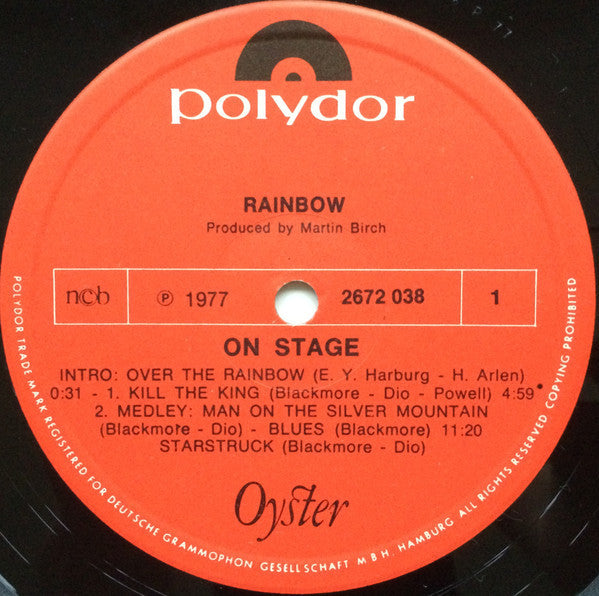 polydor
RAINBOW
Produced by Martin Birch
ncb
℗ 1977
2672 038
1
ON STAGE
INTRO: OVER THE RAINBOW (E. Y. Harburg - H. Arlen)
0:31 - 1. KILL THE KING (Blackmore - Dio - Powell) 4:59
2. MEDLEY: MAN ON THE SILVER MOUNTAIN
(Blackmore - Dio) - BLUES (Blackmore) 11:20
STARSTRUCK (Blackmore - Dio)
Oyster
POLYDOR TRADE MARK REGISTERED FOR DEUTSCHE GRAMMOPHON GESELLSCHAFT M B H. HAMBURG ALL RIGHTS RESERVED COPYING PROHIBITED